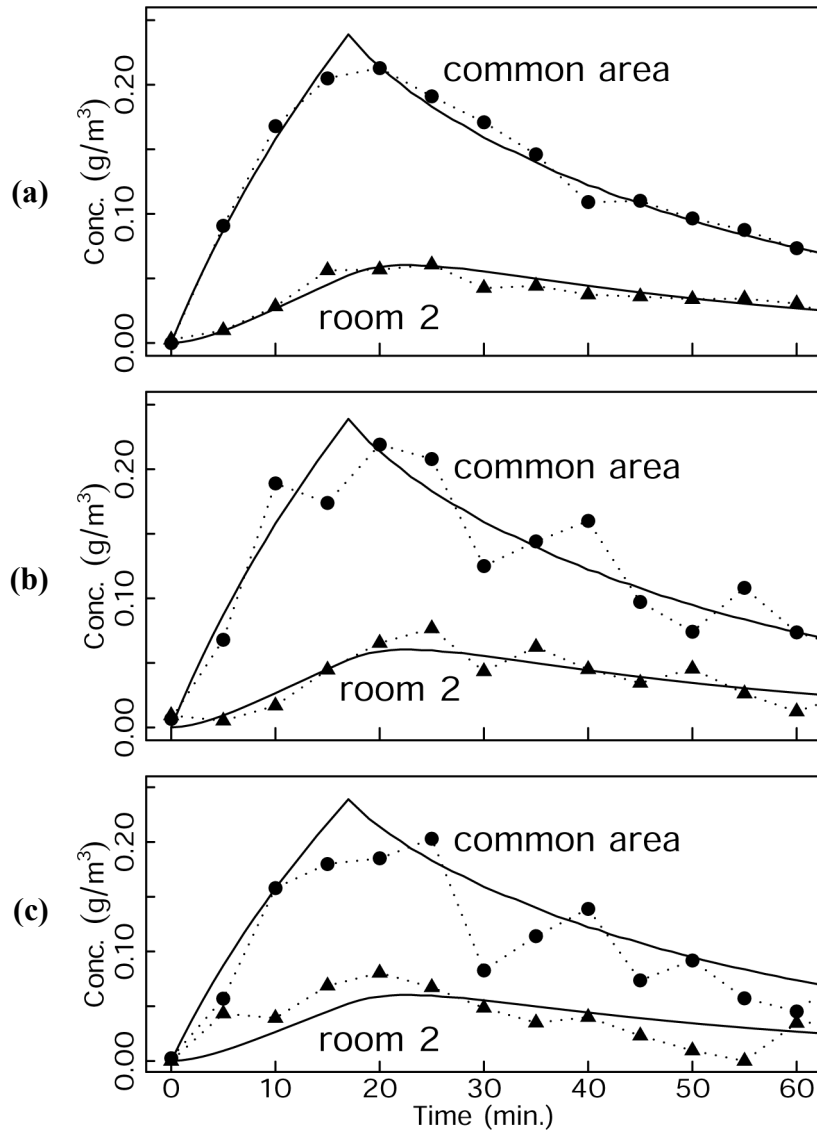 (a)
Conc. (g/m³)
0.00
0.10
0.20
common area
room 2
(b)
Conc. (g/m³)
0.00
0.10
0.20
common area
room 2
(c)
Conc. (g/m³)
0.00
0.10
0.20
common area
room 2
0 10 20 30 40 50 60
Time (min.)